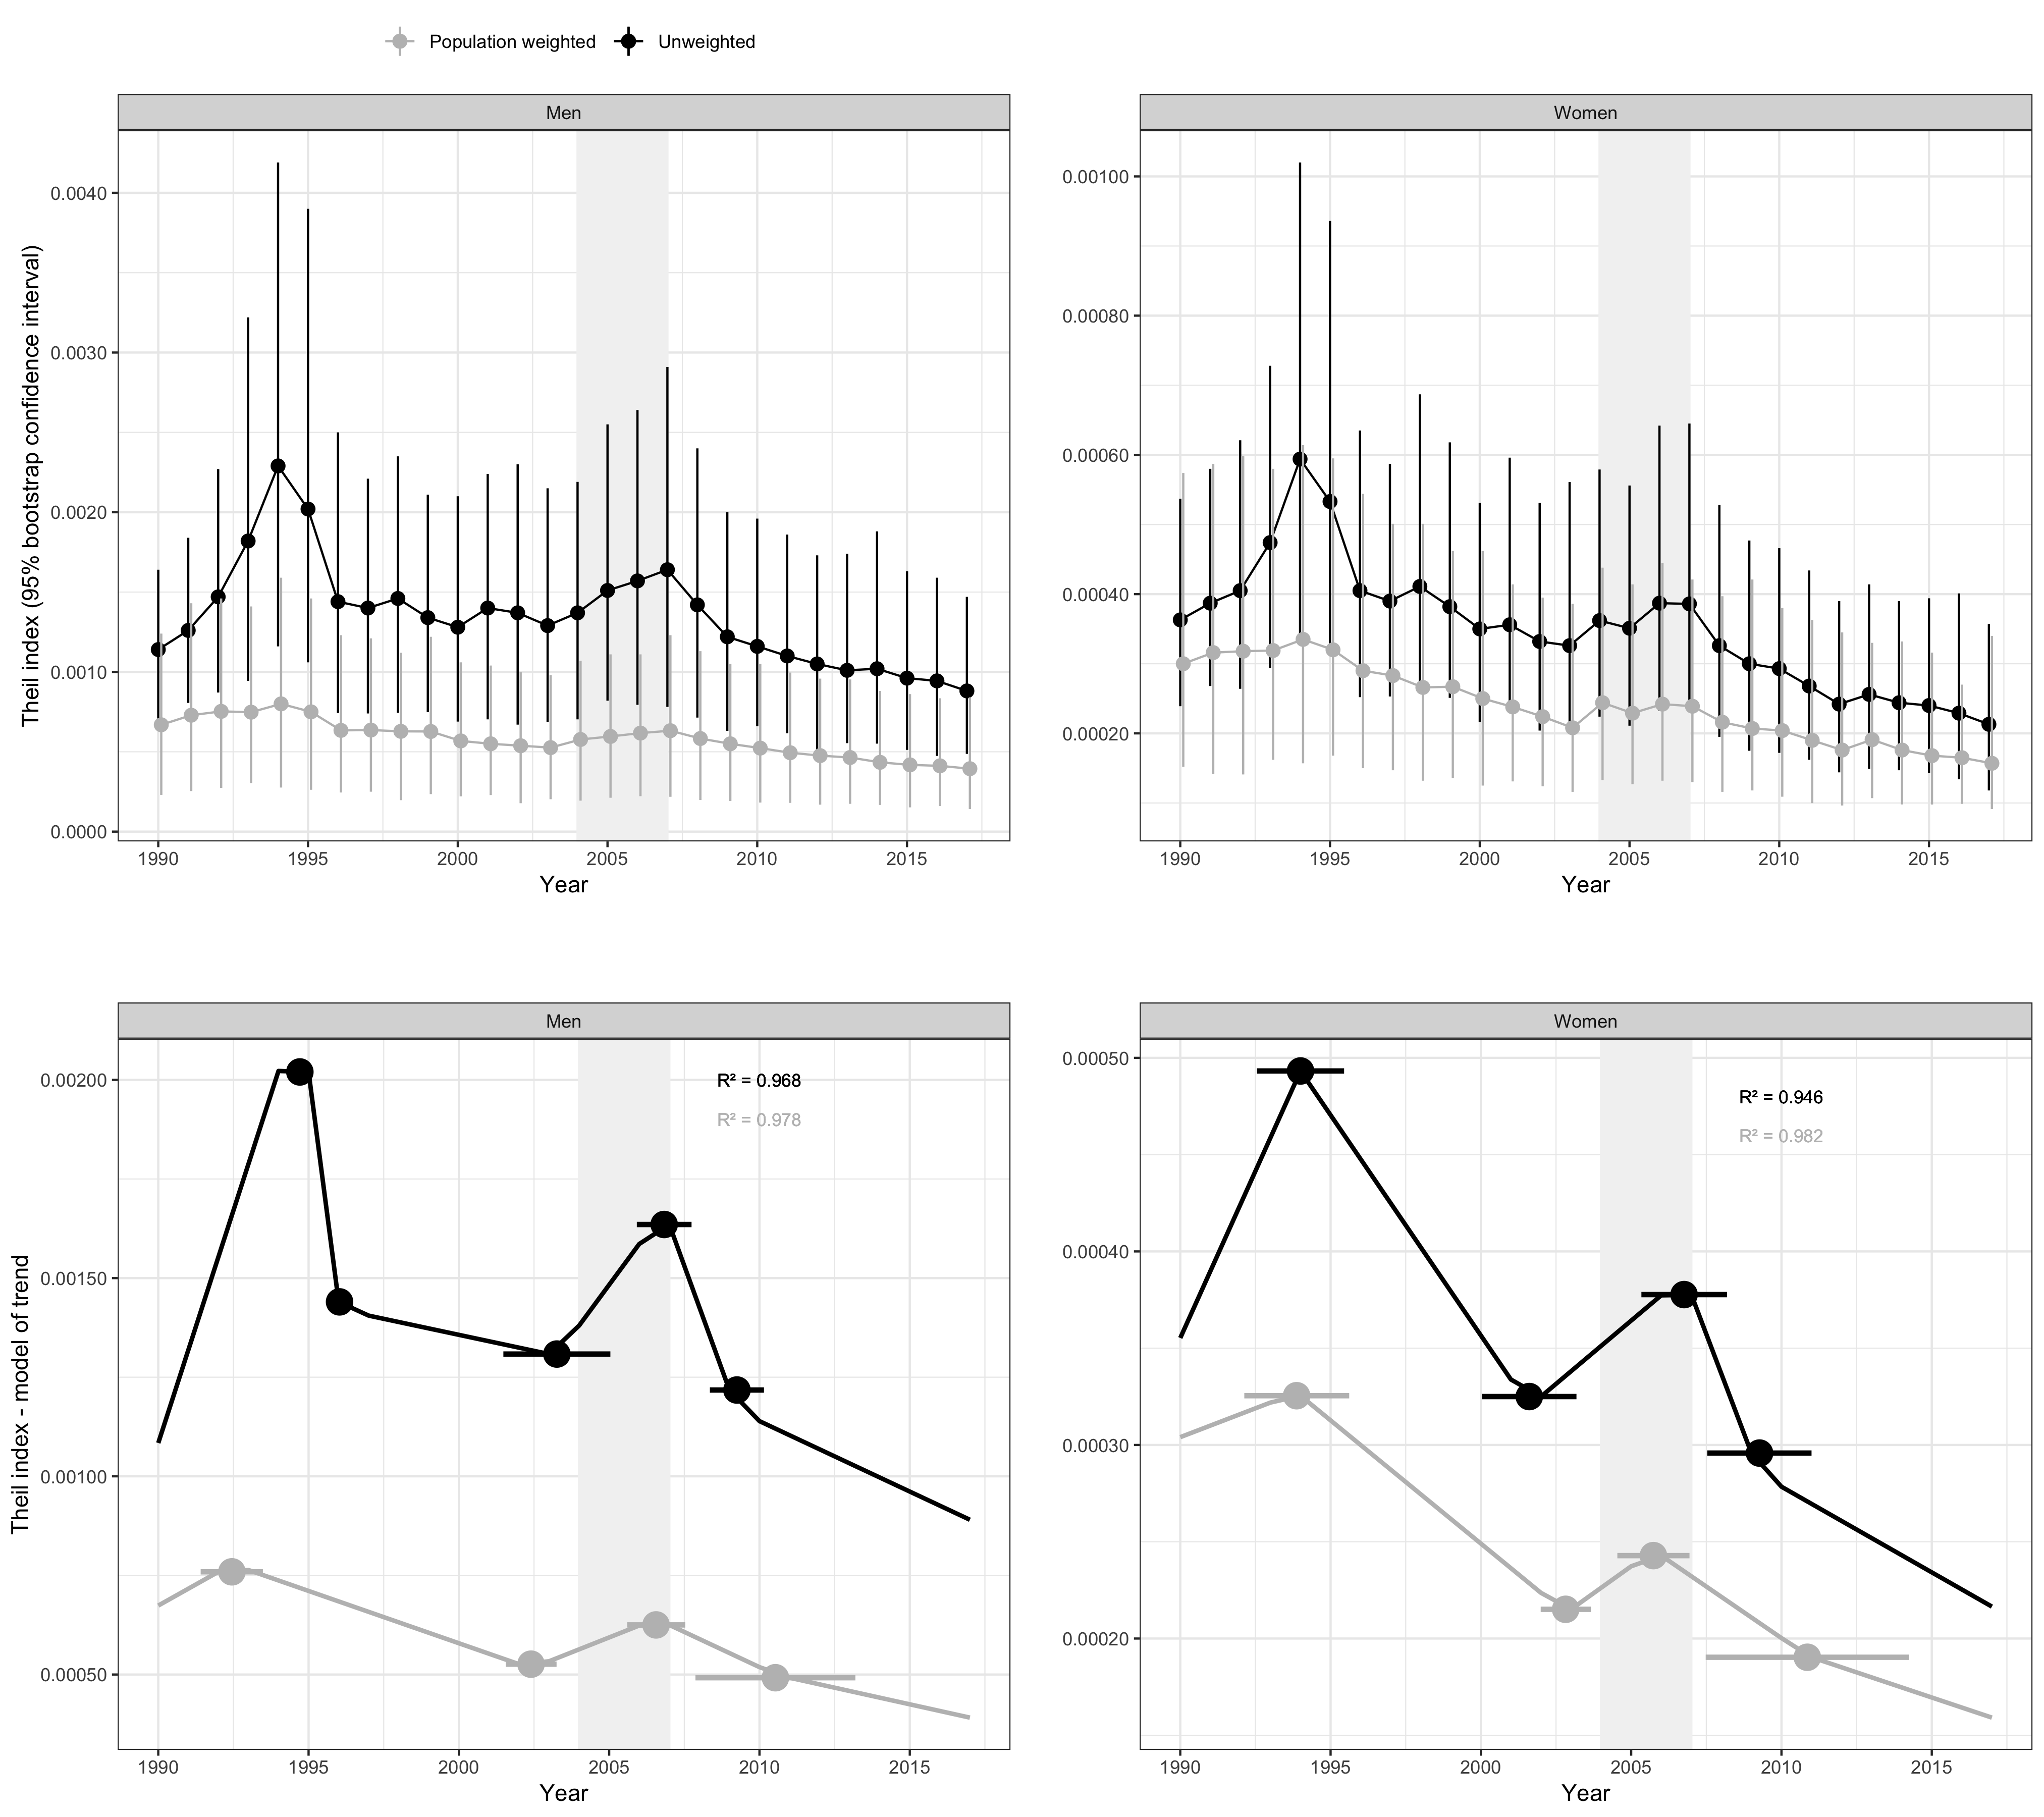 Population weighted Unweighted
Men
Women
Theil index (95% bootstrap confidence interval)
0.0040
0.0030
0.0020
0.0010
0.0000
1990 1995 2000 2005 2010 2015
Year
0.00100
0.00080
0.00060
0.00040
0.00020
1990 1995 2000 2005 2010 2015
Year
Men
Women
Theil index - model of trend
0.00200
0.00150
0.00100
0.00050
R² = 0.968
R² = 0.978
1990 1995 2000 2005 2010 2015
Year
0.00050
0.00040
0.00030
0.00020
R² = 0.946
R² = 0.982
1990 1995 2000 2005 2010 2015
Year